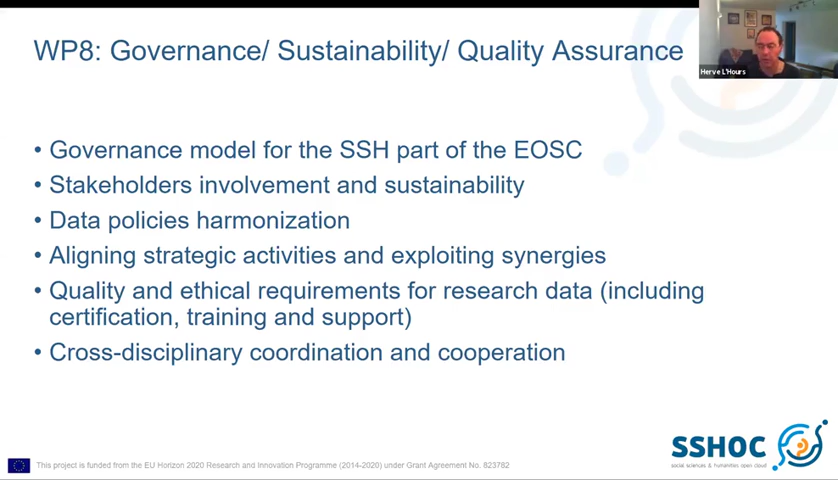 WP8: Governance/ Sustainability/ Quality Assurance
Herve L'Hours
• Governance model for the SSH part of the EOSC
• Stakeholders involvement and sustainability
• Data policies harmonization
• Aligning strategic activities and exploiting synergies
• Quality and ethical requirements for research data (including
certification, training and support)
• Cross-disciplinary coordination and cooperation
SSHOC
social sciences & humanities open cloud
This project is funded from the EU Horizon 2020 Research and Innovation Programme (2014-2020) under Grant Agreement No. 823782